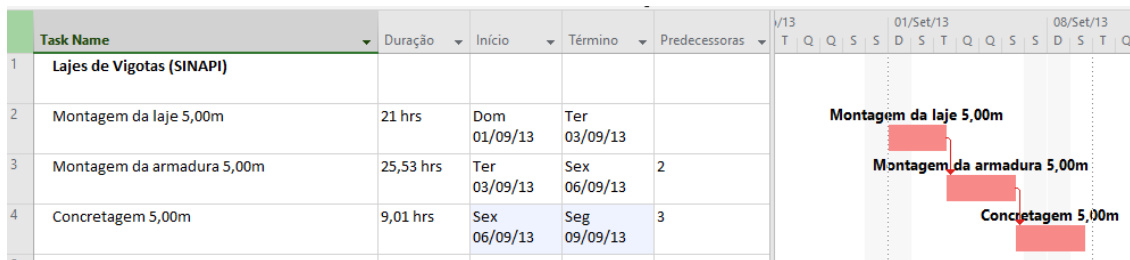 /13 01/Set/13 08/Set/13
Task Name Duração Início Término Predecessoras T Q Q S S D S T Q Q S S D S T Q
1 Lajes de Vigotas (SINAPI)
2 Montagem da laje 5,00m 21 hrs Dom 01/09/13 Ter 03/09/13 Montagem da laje 5,00m
3 Montagem da armadura 5,00m 25,53 hrs Ter 03/09/13 Sex 06/09/13 2 Montagem da armadura 5,00m
4 Concretagem 5,00m 9,01 hrs Sex 06/09/13 Seg 09/09/13 3 Concretagem 5,00m